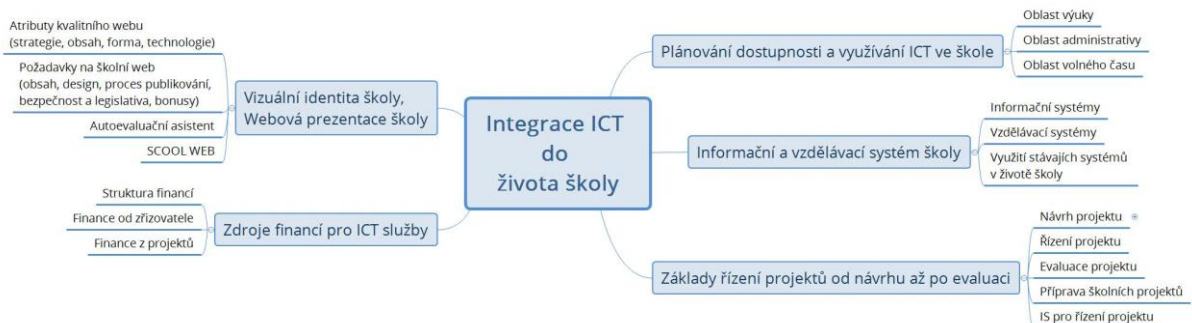 Integrace ICT
do
života školy
Vizuální identita školy,
Webová prezentace školy
Atributy kvalitního webu
(strategie, obsah, forma, technologie)
Požadavky na školní web
(obsah, design, proces publikování,
bezpečnost a legislativa, bonusy)
Autoevaluační asistent
SCOOL WEB
Zdroje financí pro ICT služby
Struktura financí
Finance od zřizovatele
Finance z projektů
Plánování dostupnosti a využívání ICT ve škole
Oblast výuky
Oblast administrativy
Oblast volného času
Informační a vzdělávací systém školy
Informační systémy
Vzdělávací systémy
Využití stávajích systémů
v životě školy
Základy řízení projektů od návrhu až po evaluaci
Návrh projektu
Řízení projektu
Evaluace projektu
Příprava školních projektů
IS pro řízení projektu